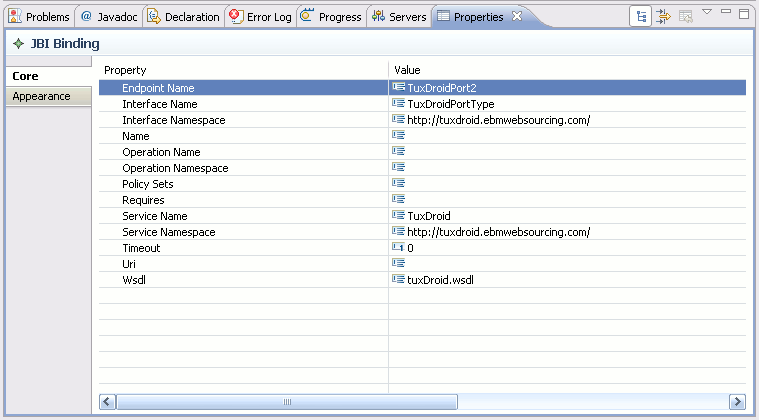 Problems Javadoc Declaration Error Log Progress Servers Properties
JBI Binding
Core
Appearance
Property Value
Endpoint Name TuxDroidPort2
Interface Name TuxDroidPortType
Interface Namespace http://tuxdroid.ebmwebsourcing.com/
Name
Operation Name
Operation Namespace
Policy Sets
Requires
Service Name TuxDroid
Service Namespace http://tuxdroid.ebmwebsourcing.com/
Timeout 0
Uri
Wsdl tuxDroid.wsdl